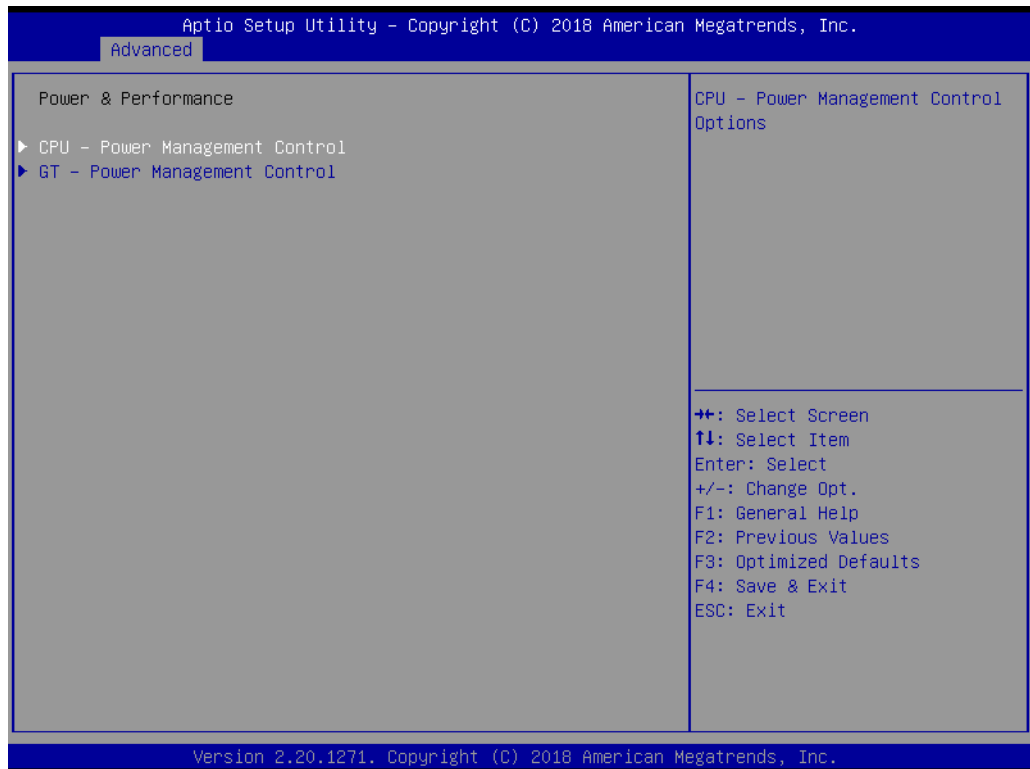 Aptio Setup Utility – Copyright (C) 2018 American Megatrends, Inc.
Advanced
Power & Performance
▶ CPU – Power Management Control
▶ GT – Power Management Control
CPU – Power Management Control
Options
→←: Select Screen
↑↓: Select Item
Enter: Select
+/-: Change Opt.
F1: General Help
F2: Previous Values
F3: Optimized Defaults
F4: Save & Exit
ESC: Exit
Version 2.20.1271. Copyright (C) 2018 American Megatrends, Inc.